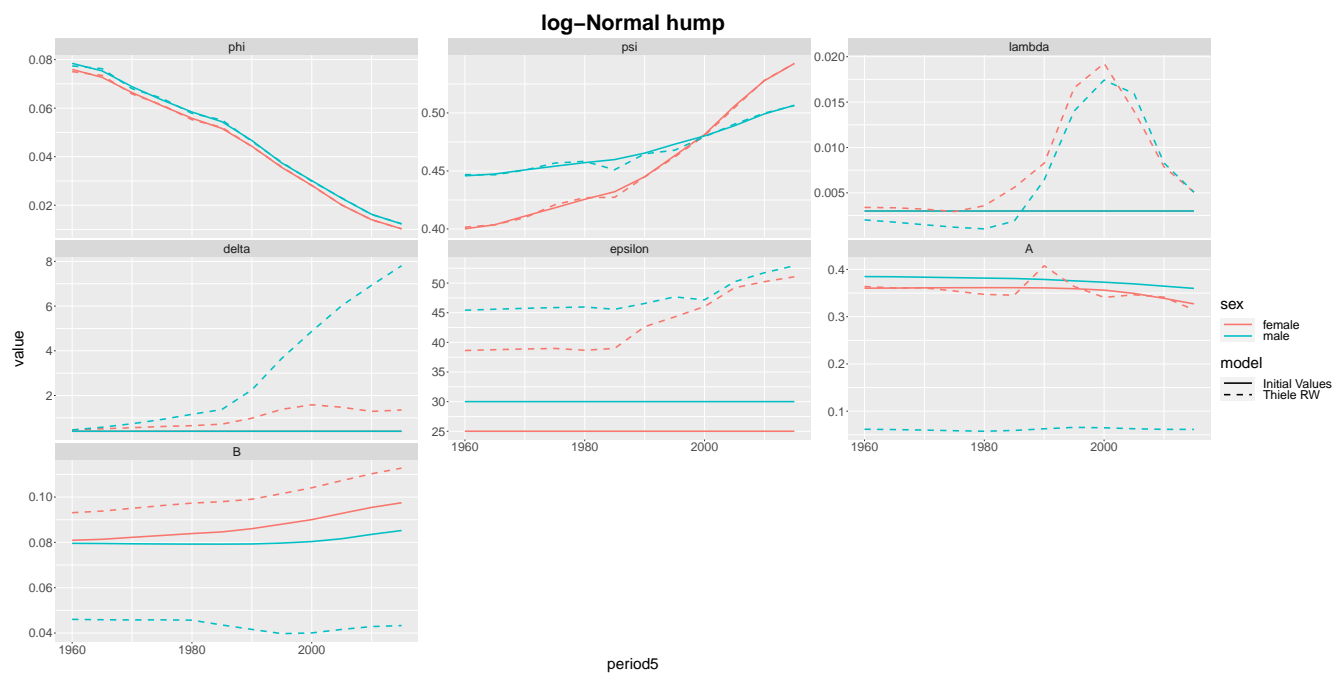 log−Normal hump
phi
psi
lambda
0.08
0.06
0.04
0.02
0.50
0.45
0.40
0.020
0.015
0.010
0.005
delta
epsilon
A
8
6
4
2
50
45
40
35
30
25
0.4
0.3
0.2
0.1
1960
1980
2000
1960
1980
2000
B
0.10
0.08
0.06
0.04
1960
1980
2000
value
period5
sex
female
male
model
Initial Values
Thiele RW